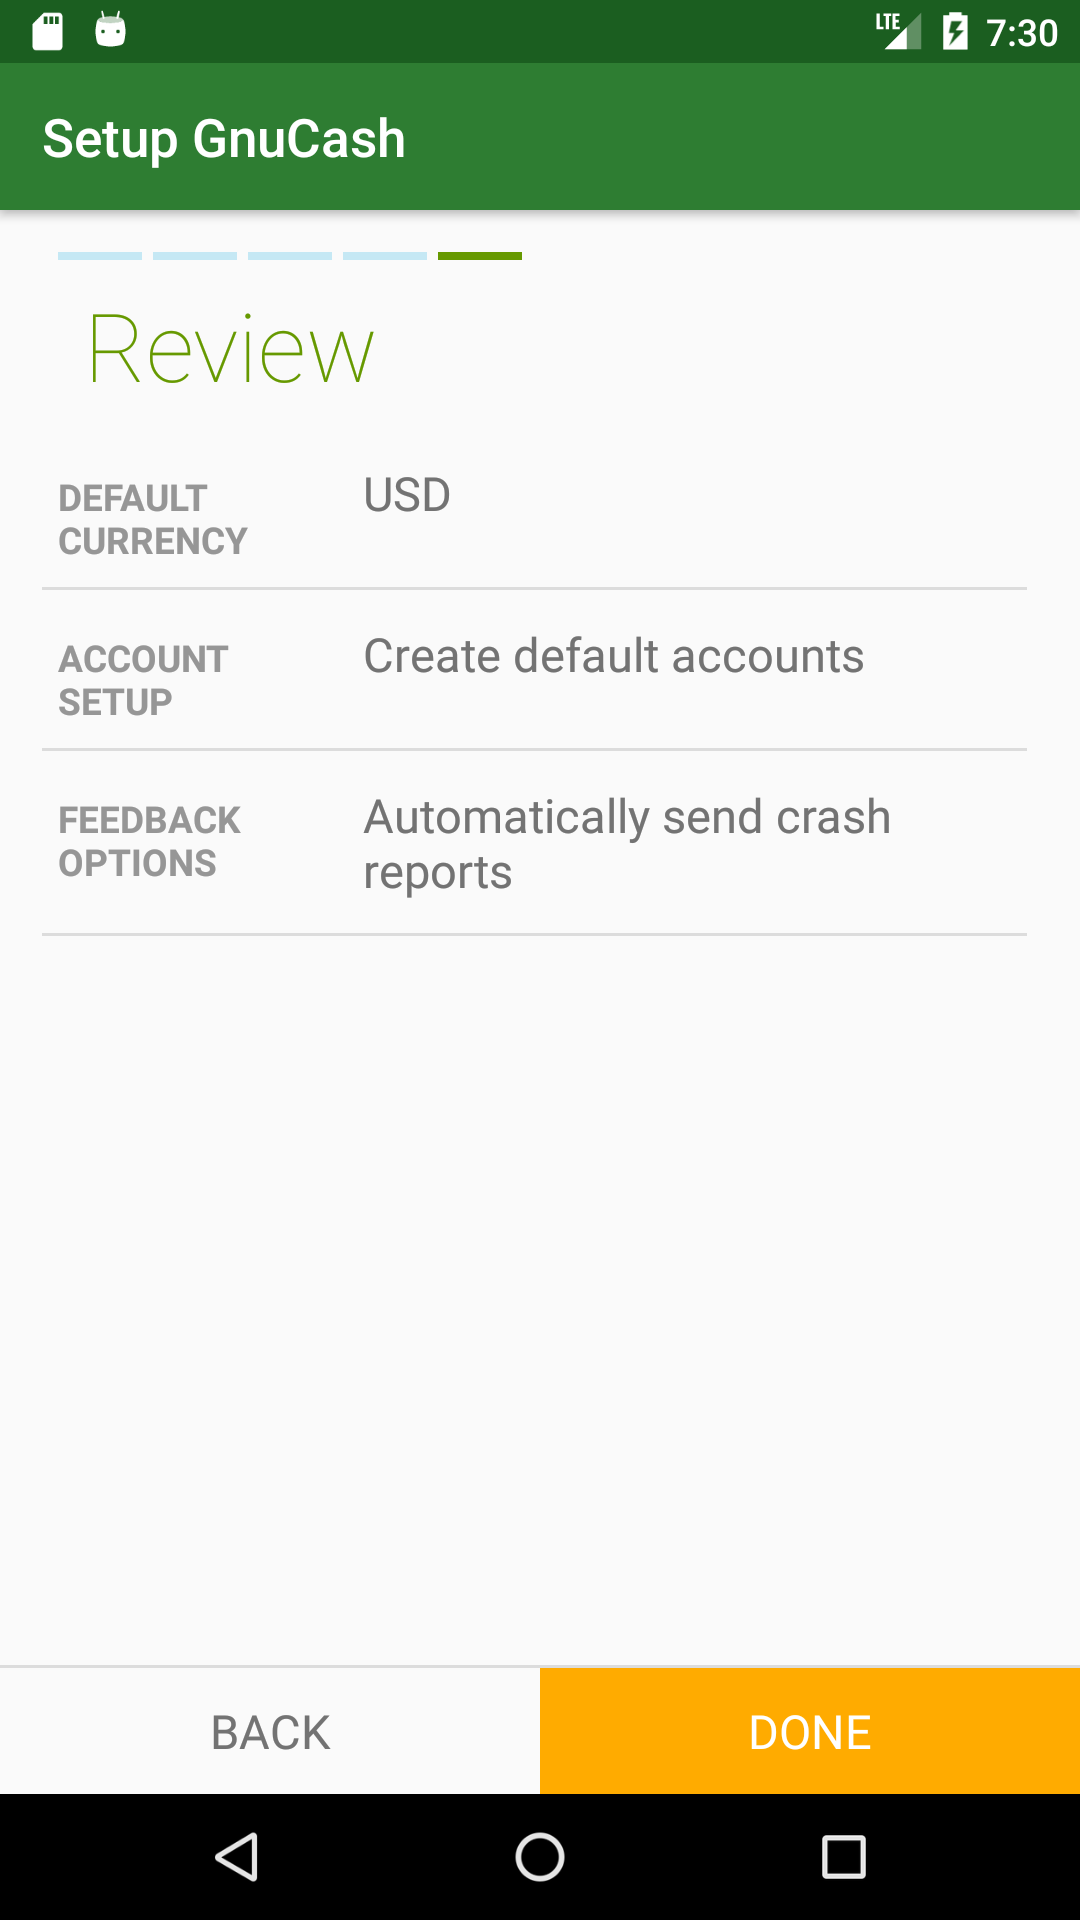 LTE 7:30
Setup GnuCash
Review
DEFAULT
CURRENCY
USD
ACCOUNT
SETUP
Create default accounts
FEEDBACK
OPTIONS
Automatically send crash
reports
BACK
DONE